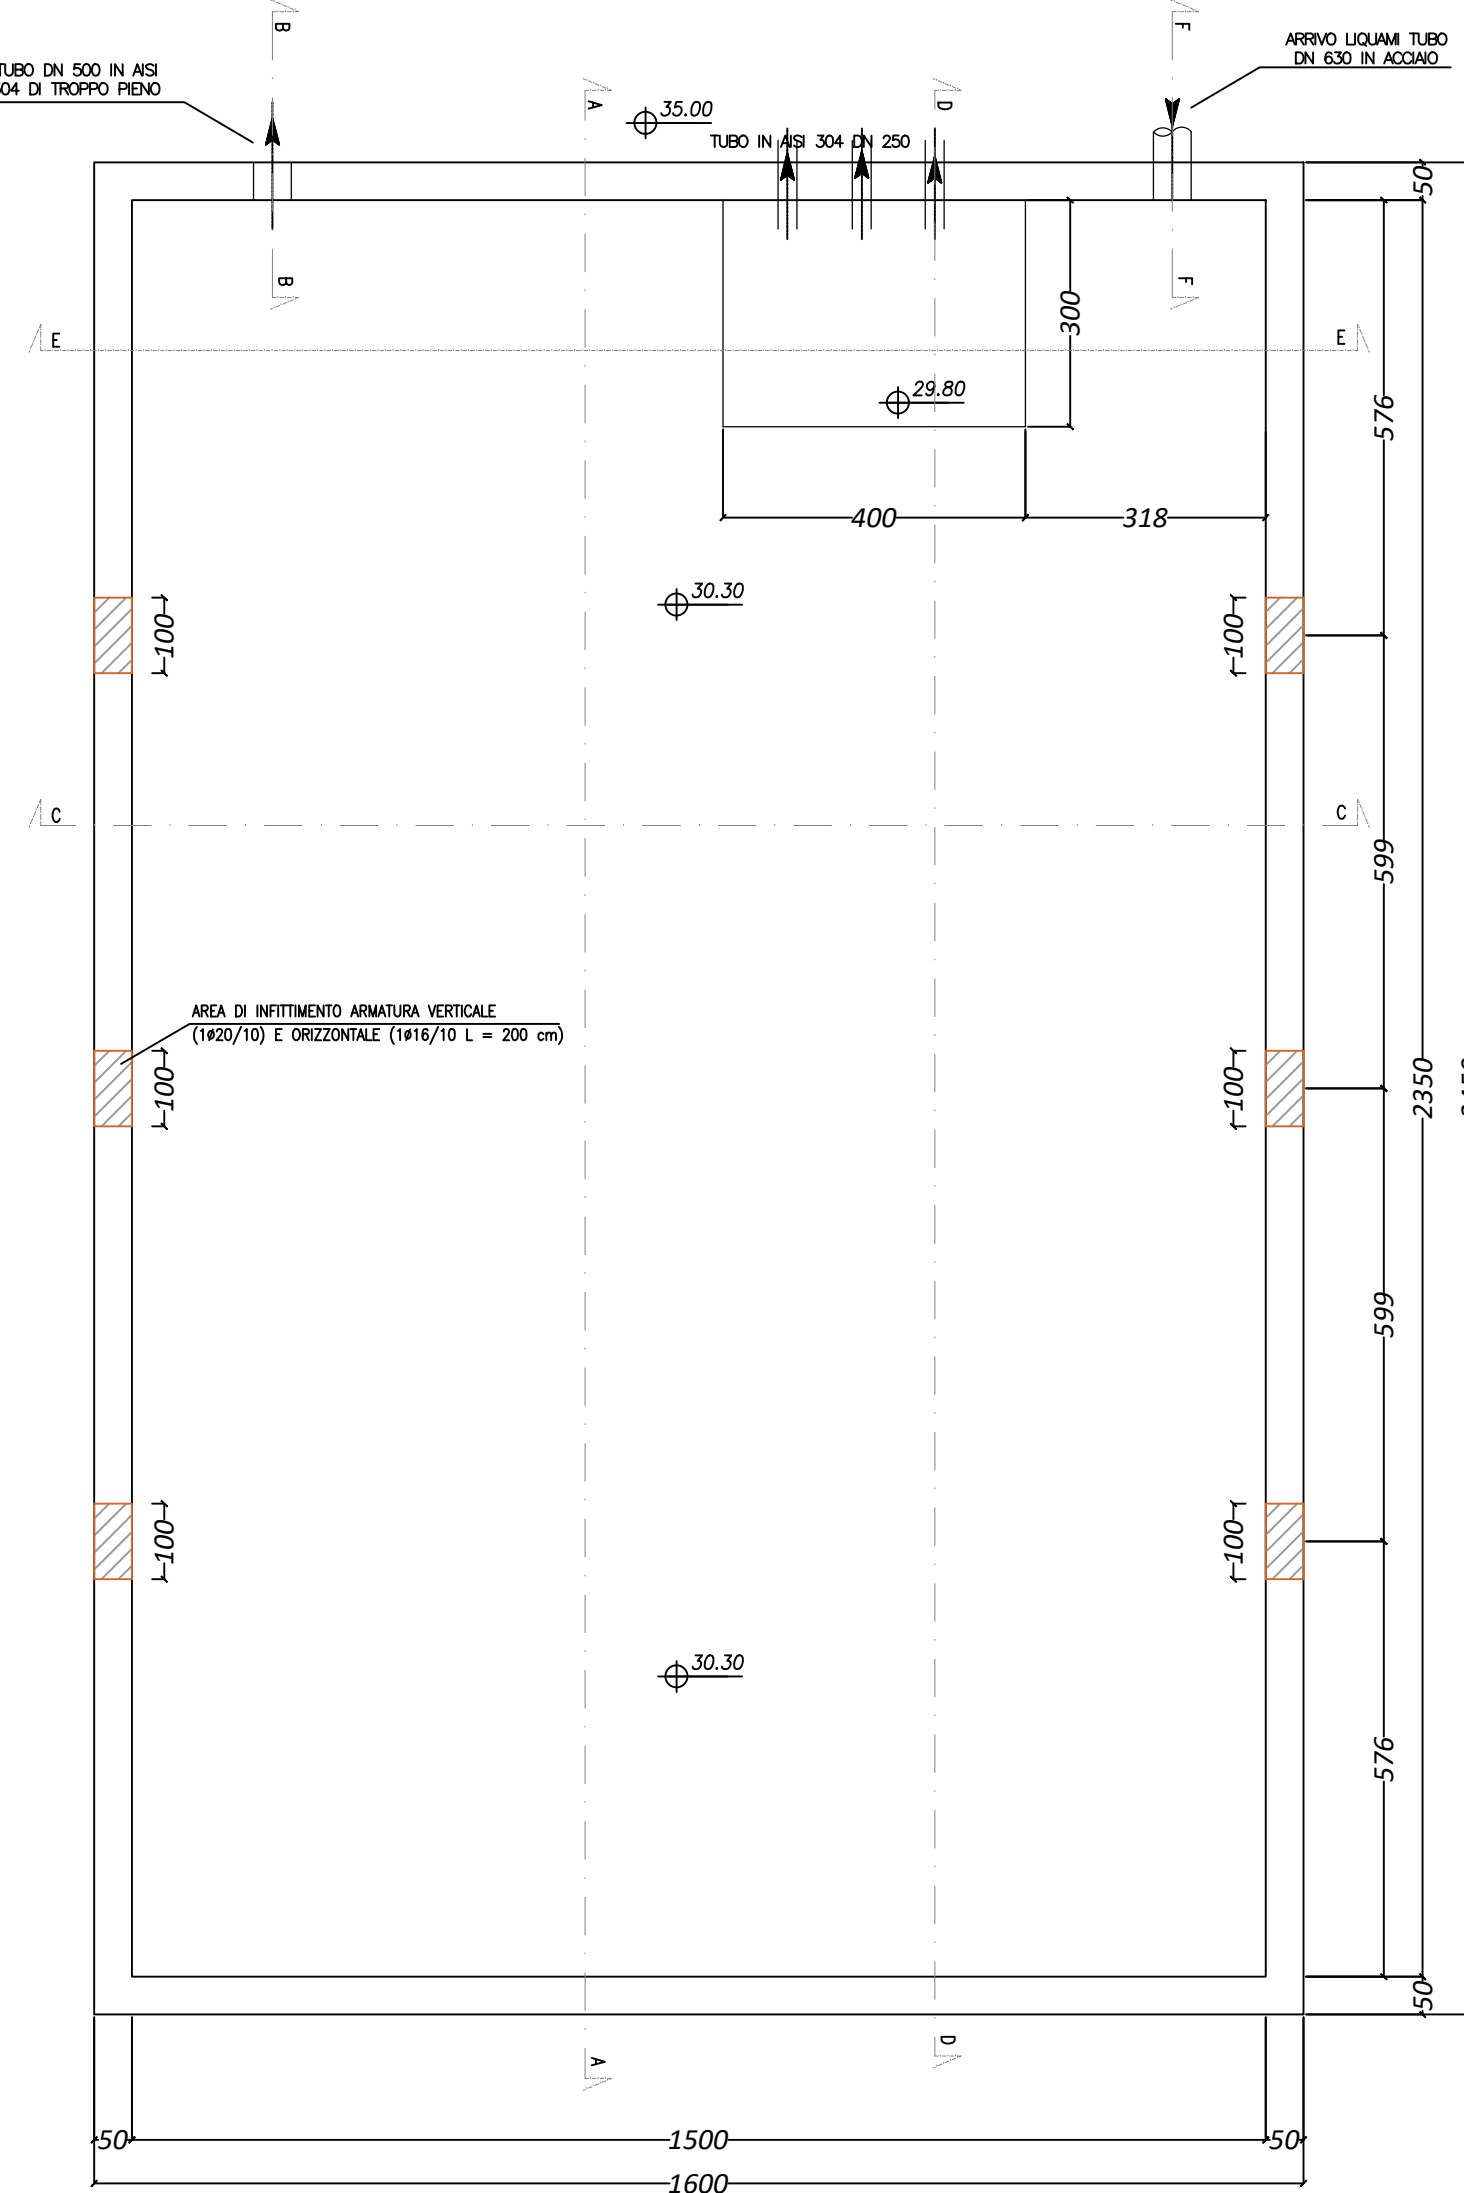 B
F
ARRIVO LIQUAMI TUBO
DN 630 IN ACCIAIO
TUBO DN 500 IN AISI
304 DI TROPPO PIENO
A
35.00
D
TUBO IN AISI 304 DN 250
50
B
F
300
E
E
29.80
576
400
318
30.30
100
100
C
C
599
AREA DI INFITTIMENTO ARMATURA VERTICALE
(1ø20/10) E ORIZZONTALE (1ø16/10 L = 200 cm)
100
100
2350
599
100
100
30.30
576
50
D
A
50
1500
50
1600